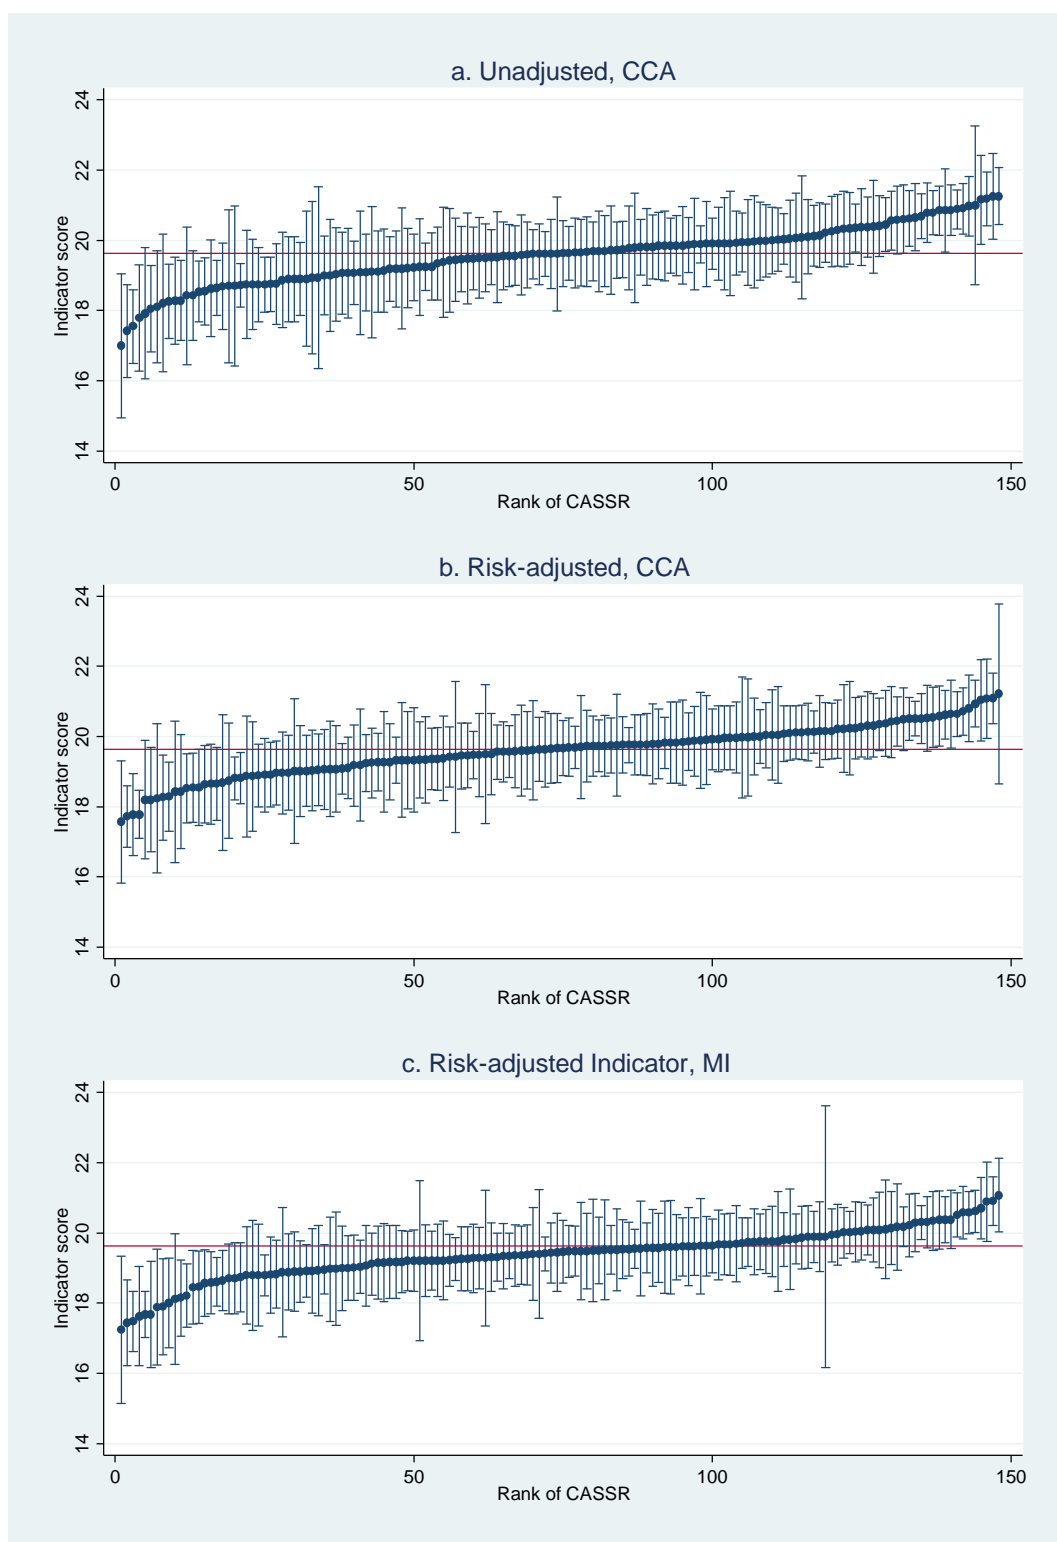 a. Unadjusted, CCA
24
22
20
18
16
14
Indicator score
0 50 100 150
Rank of CASSR
b. Risk-adjusted, CCA
24
22
20
18
16
14
Indicator score
0 50 100 150
Rank of CASSR
c. Risk-adjusted Indicator, MI
24
22
20
18
16
14
Indicator score
0 50 100 150
Rank of CASSR